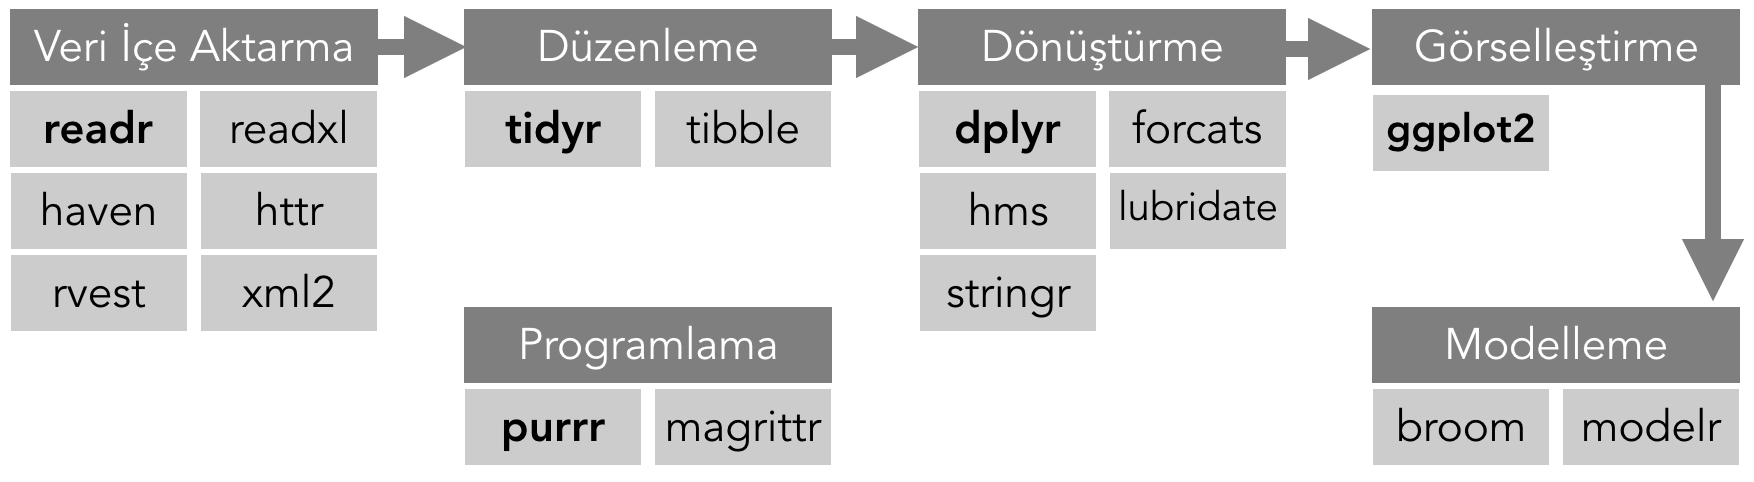 Veri İçe Aktarma
readr
readxl
haven
httr
rvest
xml2
Düzenleme
tidyr
tibble
Dönüştürme
dplyr
forcats
hms
lubridate
stringr
Görselleştirme
ggplot2
Programlama
purrr
magrittr
Modelleme
broom
modelr